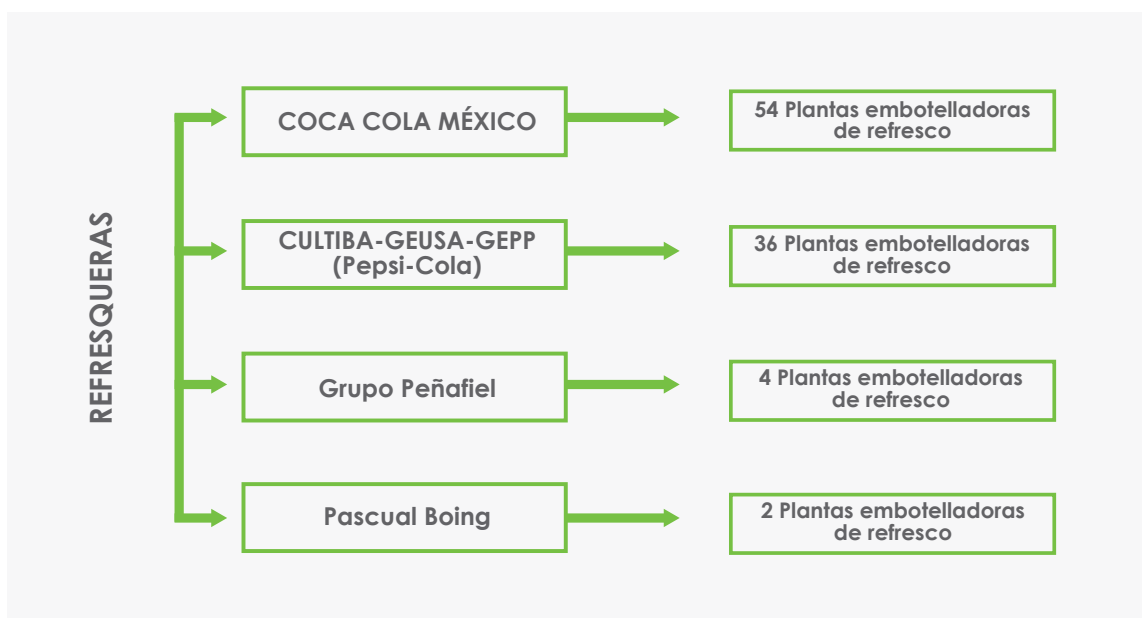 REFRESQUERAS
COCA COLA MÉXICO
54 Plantas embotelladoras
de refresco
CULTIBA-GEUSA-GEPP
(Pepsi-Cola)
36 Plantas embotelladoras
de refresco
Grupo Peñafiel
4 Plantas embotelladoras
de refresco
Pascual Boing
2 Plantas embotelladoras
de refresco